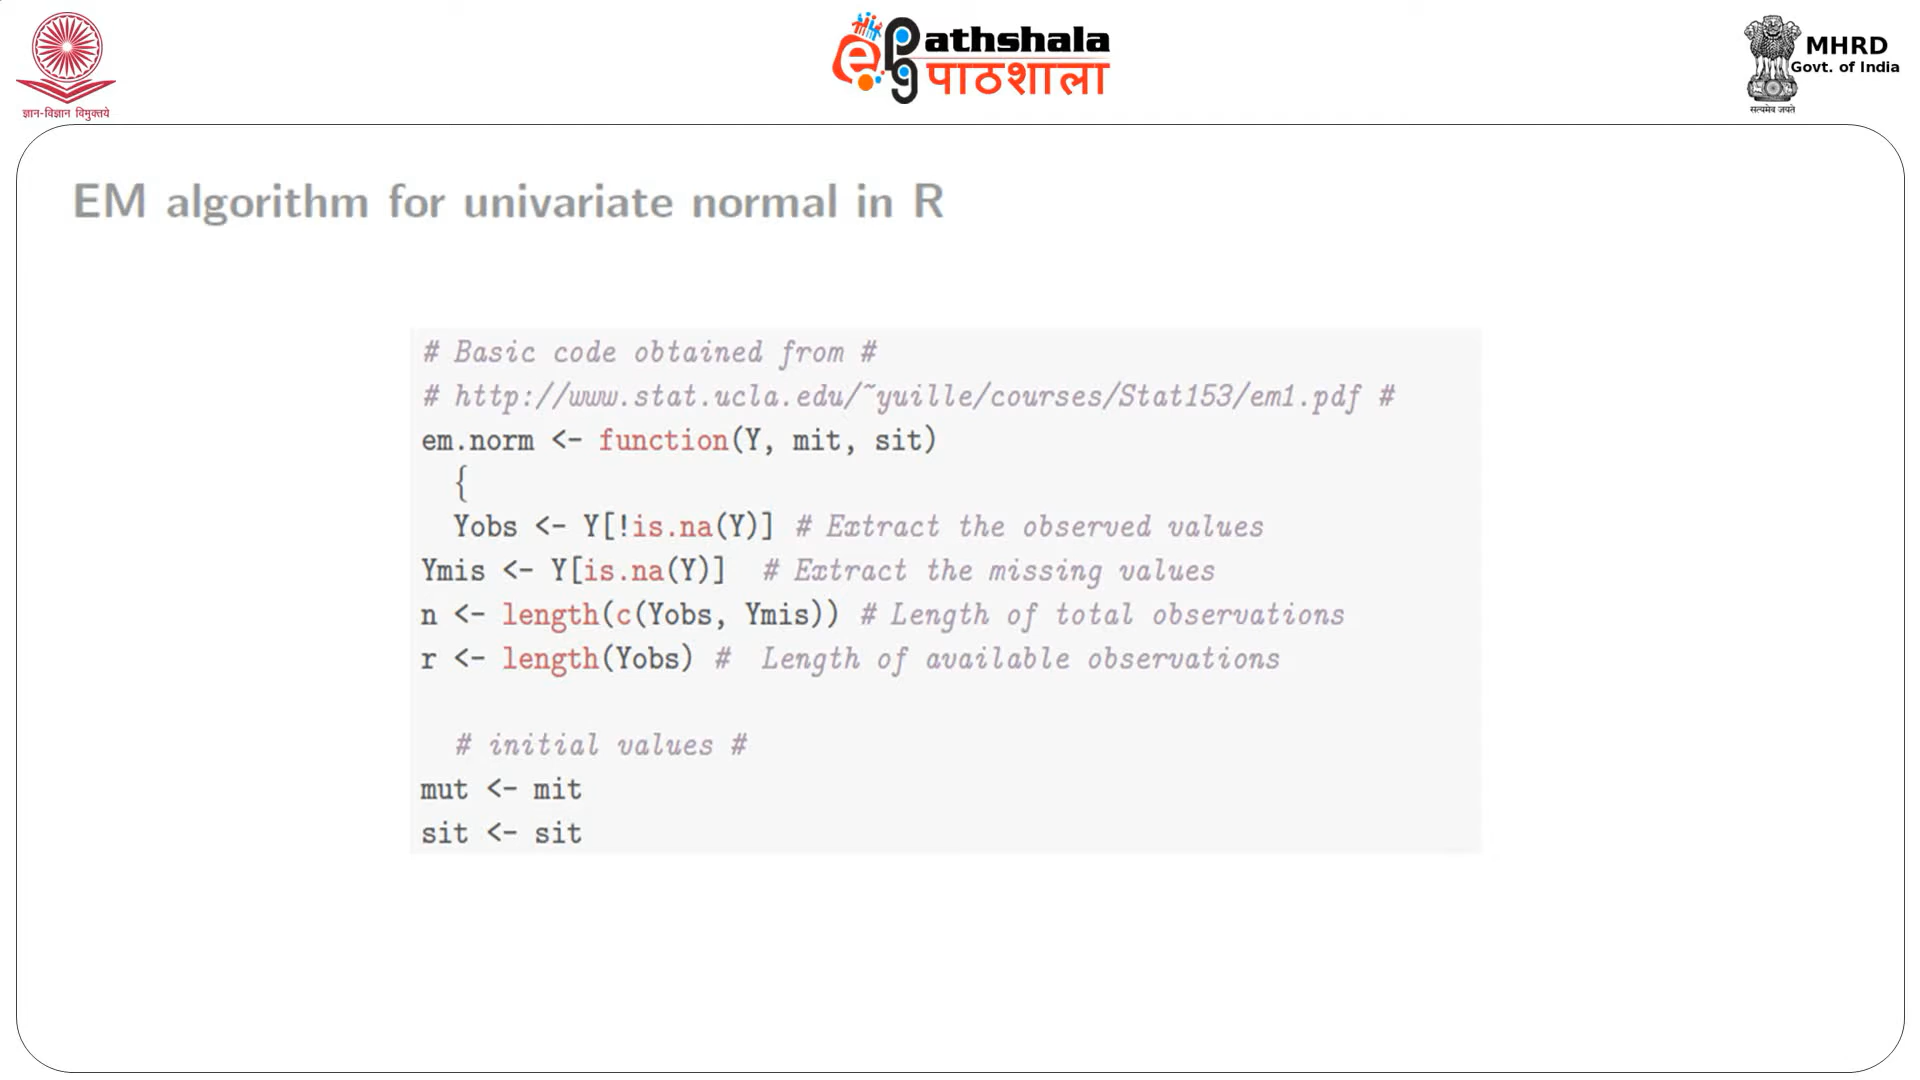 ज्ञान-विज्ञान विमुक्तये
ePG
athshala
पाठशाला
सत्यमेव जयते
MHRD
Govt. of India
EM algorithm for univariate normal in R
# Basic code obtained from #
# http://www.stat.ucla.edu/~yuille/courses/Stat153/em1.pdf #
em.norm <- function(Y, mit, sit)
{
Yobs <- Y[!is.na(Y)] # Extract the observed values
Ymis <- Y[is.na(Y)] # Extract the missing values
n <- length(c(Yobs, Ymis)) # Length of total observations
r <- length(Yobs) # Length of available observations
# initial values #
mut <- mit
sit <- sit